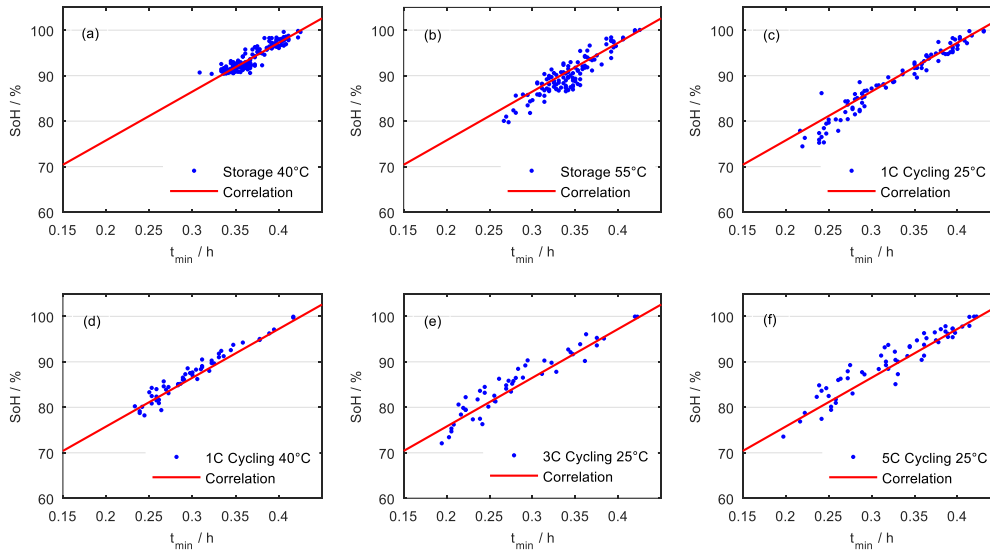 (a)
SoH / %
100
90
80
70
60
Storage 40°C
Correlation
0.15 0.2 0.25 0.3 0.35 0.4
t_min / h
(b)
SoH / %
100
90
80
70
60
Storage 55°C
Correlation
0.15 0.2 0.25 0.3 0.35 0.4
t_min / h
(c)
SoH / %
100
90
80
70
60
1C Cycling 25°C
Correlation
0.15 0.2 0.25 0.3 0.35 0.4
t_min / h
(d)
SoH / %
100
90
80
70
60
1C Cycling 40°C
Correlation
0.15 0.2 0.25 0.3 0.35 0.4
t_min / h
(e)
SoH / %
100
90
80
70
60
3C Cycling 25°C
Correlation
0.15 0.2 0.25 0.3 0.35 0.4
t_min / h
(f)
SoH / %
100
90
80
70
60
5C Cycling 25°C
Correlation
0.15 0.2 0.25 0.3 0.35 0.4
t_min / h